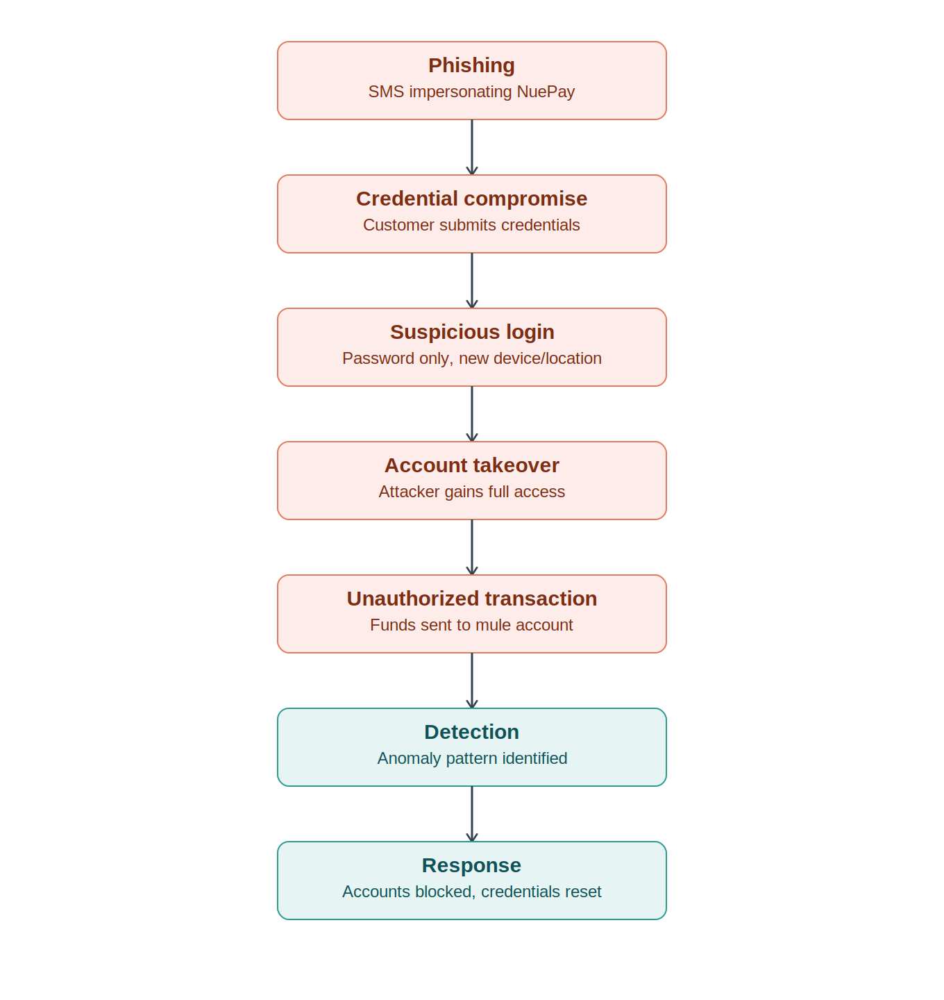 Phishing
SMS impersonating NuePay
Credential compromise
Customer submits credentials
Suspicious login
Password only, new device/location
Account takeover
Attacker gains full access
Unauthorized transaction
Funds sent to mule account
Detection
Anomaly pattern identified
Response
Accounts blocked, credentials reset